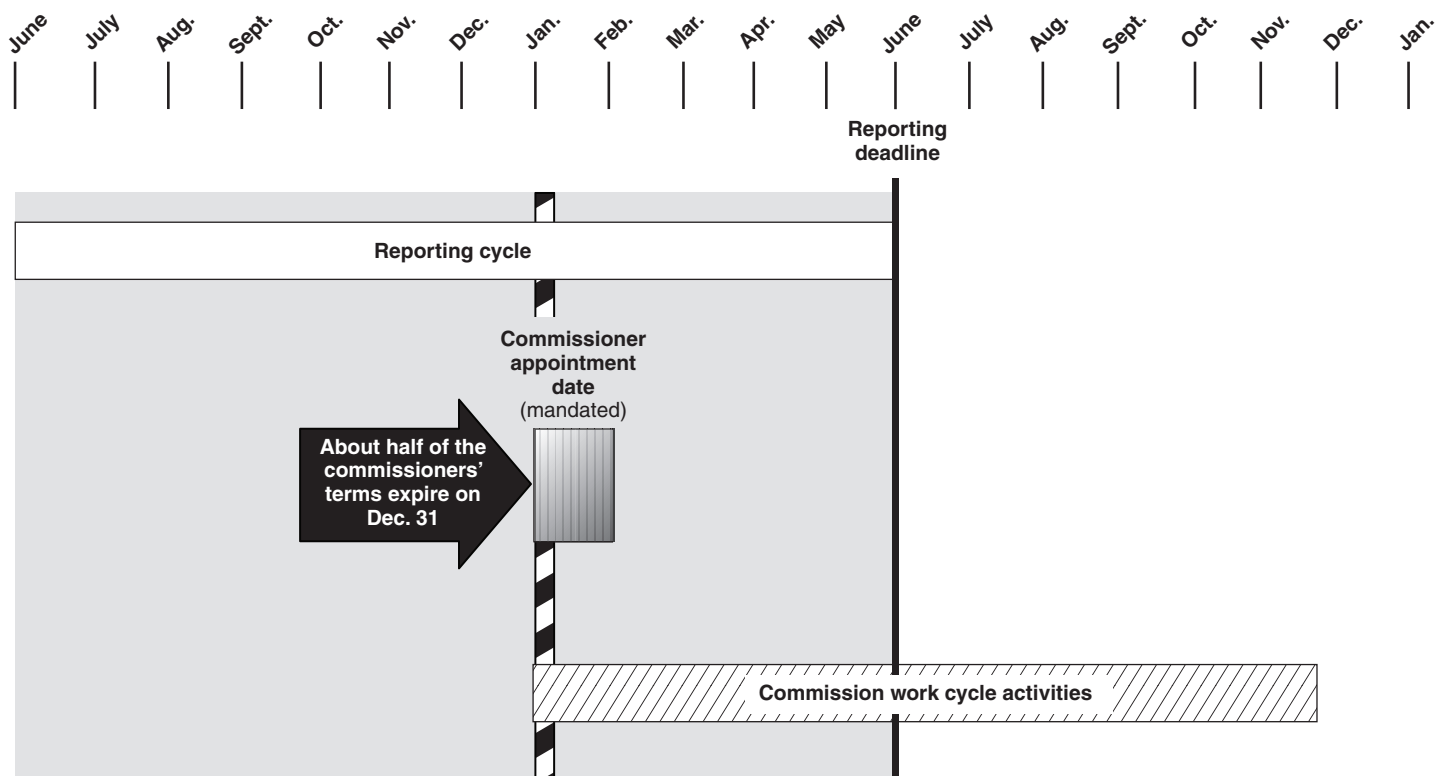 June July Aug. Sept. Oct. Nov. Dec. Jan. Feb. Mar. Apr. May June July Aug. Sept. Oct. Nov. Dec. Jan.
Reporting
deadline
Reporting cycle
Commissioner
appointment
date
(mandated)
About half of the
commissioners’
terms expire on
Dec. 31
Commission work cycle activities